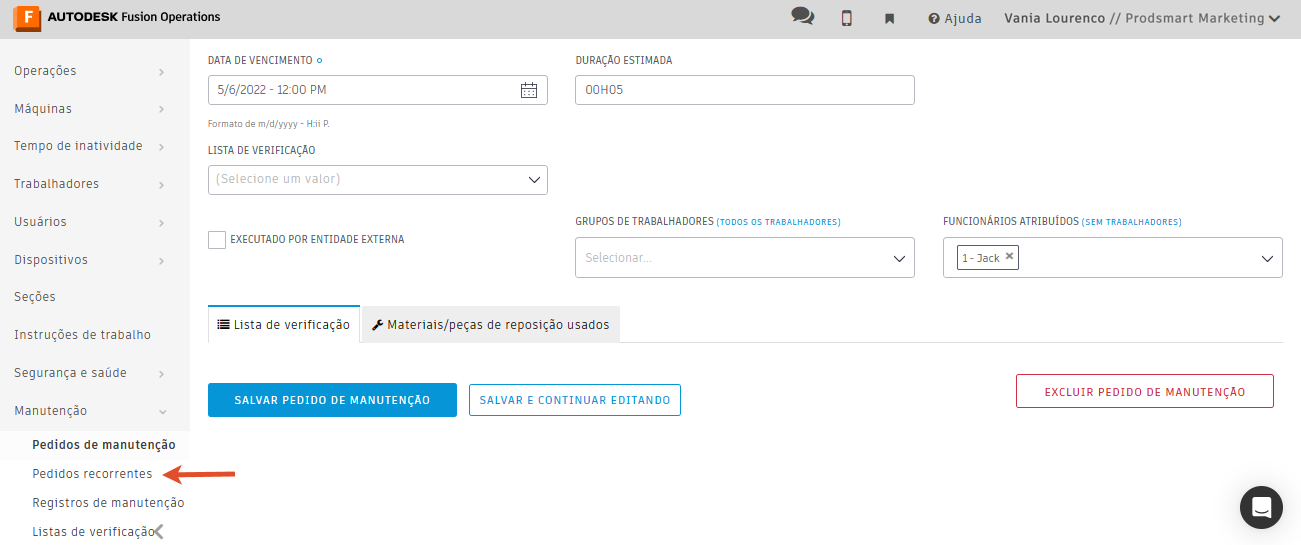 F AUTODESK Fusion Operations
Ajuda
Vania Lourenco // Prodsmart Marketing
Operações
Máquinas
Tempo de inatividade
Trabalhadores
Usuários
Dispositivos
Seções
Instruções de trabalho
Segurança e saúde
Manutenção
Pedidos de manutenção
Pedidos recorrentes
Registros de manutenção
Listas de verificação
DATA DE VENCIMENTO
5/6/2022 - 12:00 PM
Formato de m/d/yyyy - H:ii P.
DURAÇÃO ESTIMADA
00H05
LISTA DE VERIFICAÇÃO
(Selecione um valor)
EXECUTADO POR ENTIDADE EXTERNA
GRUPOS DE TRABALHADORES (TODOS OS TRABALHADORES)
Selecionar...
FUNCIONÁRIOS ATRIBUÍDOS (SEM TRABALHADORES)
1 - Jack
Lista de verificação
Materiais/peças de reposição usados
SALVAR PEDIDO DE MANUTENÇÃO
SALVAR E CONTINUAR EDITANDO
EXCLUIR PEDIDO DE MANUTENÇÃO